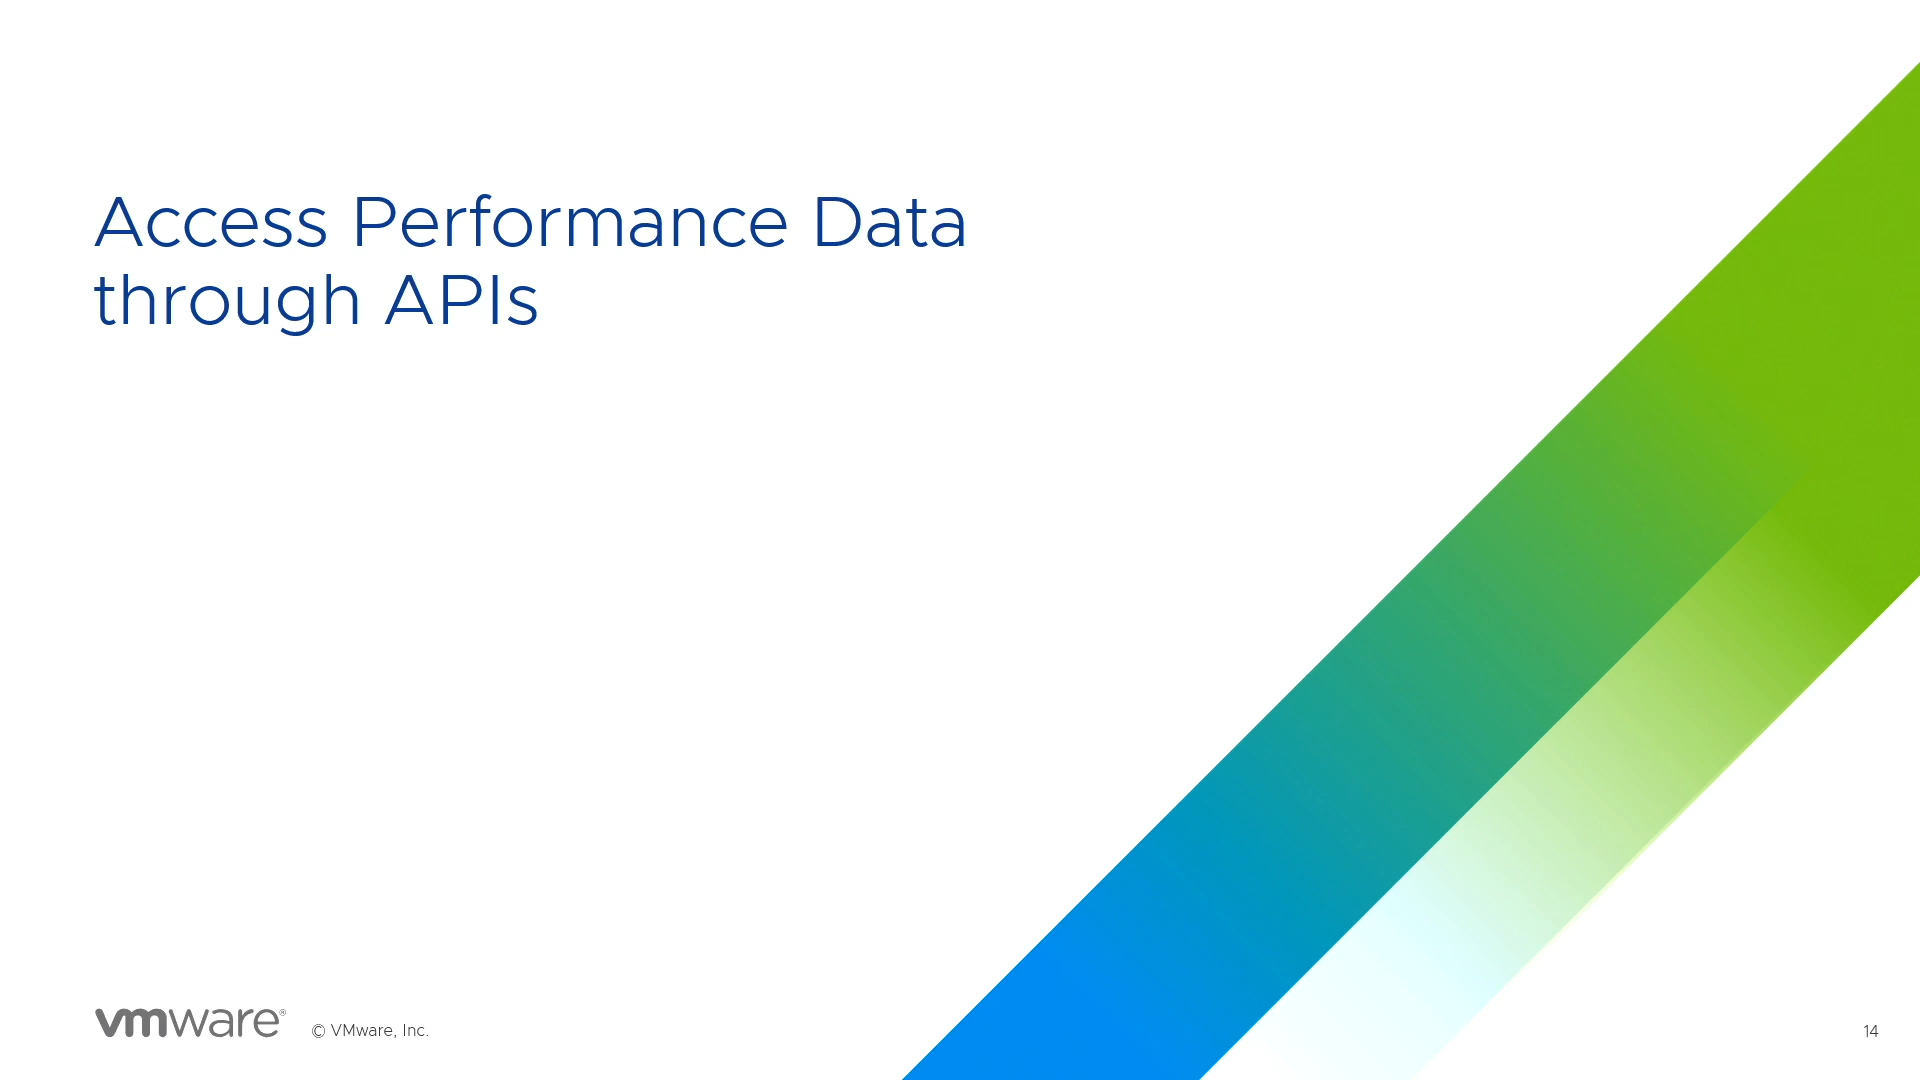 Access Performance Data
through APIs
vmware®
© VMware, Inc.
14